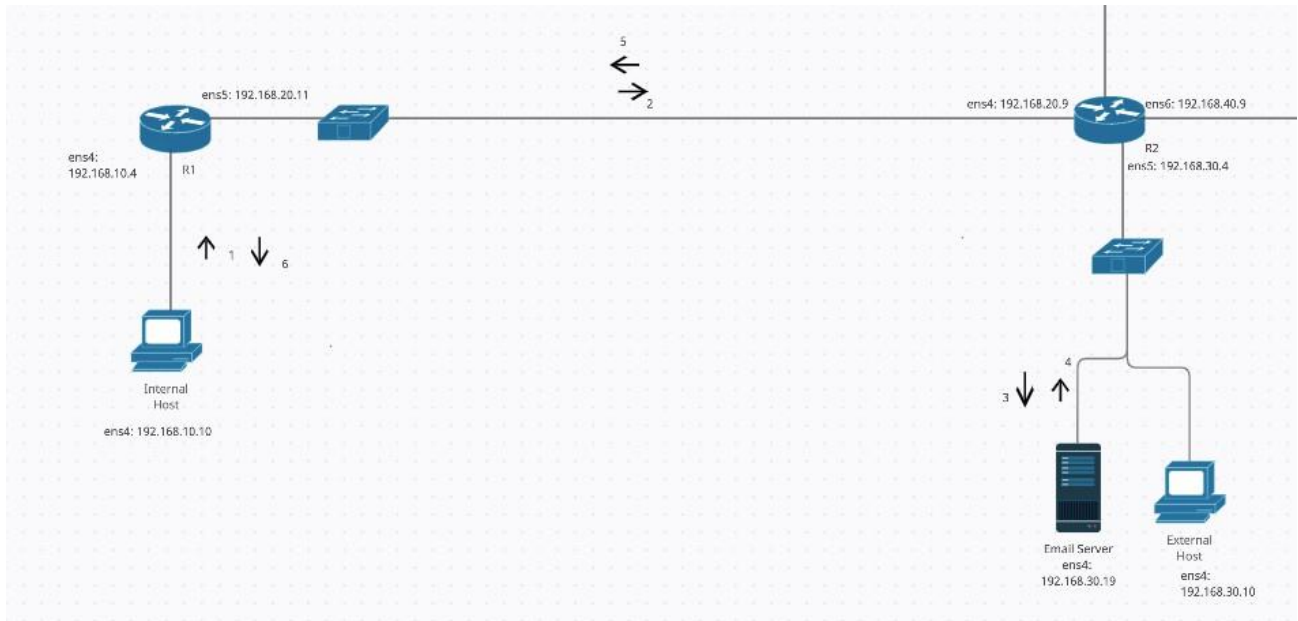 5
ens5: 192.168.20.11
2
ens4: 192.168.20.9
ens6: 192.168.40.9
ens4:
192.168.10.4
R1
R2
ens5: 192.168.30.4
1
6
Internal
Host
ens4: 192.168.10.10
4
3
Email Server
ens4:
192.168.30.19
External
Host
ens4:
192.168.30.10